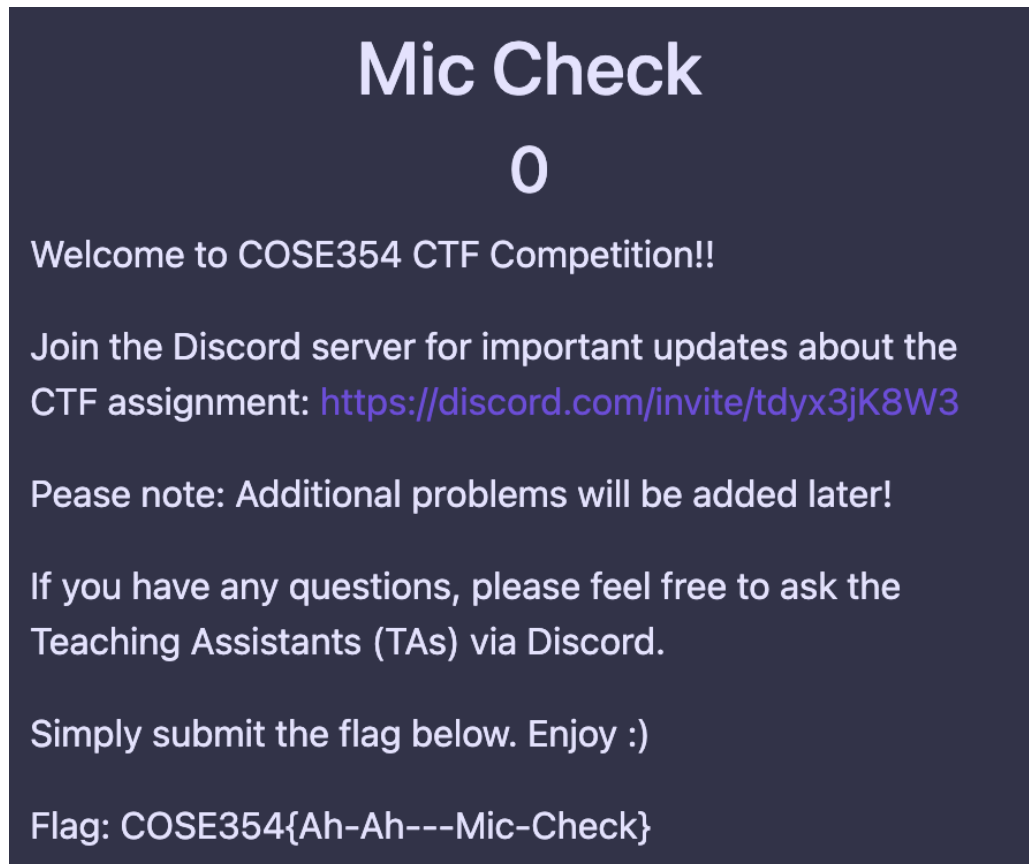 Mic Check
0
Welcome to COSE354 CTF Competition!!
Join the Discord server for important updates about the
CTF assignment: https://discord.com/invite/tdyx3jK8W3
Pease note: Additional problems will be added later!
If you have any questions, please feel free to ask the
Teaching Assistants (TAs) via Discord.
Simply submit the flag below. Enjoy :)
Flag: COSE354{Ah-Ah---Mic-Check}